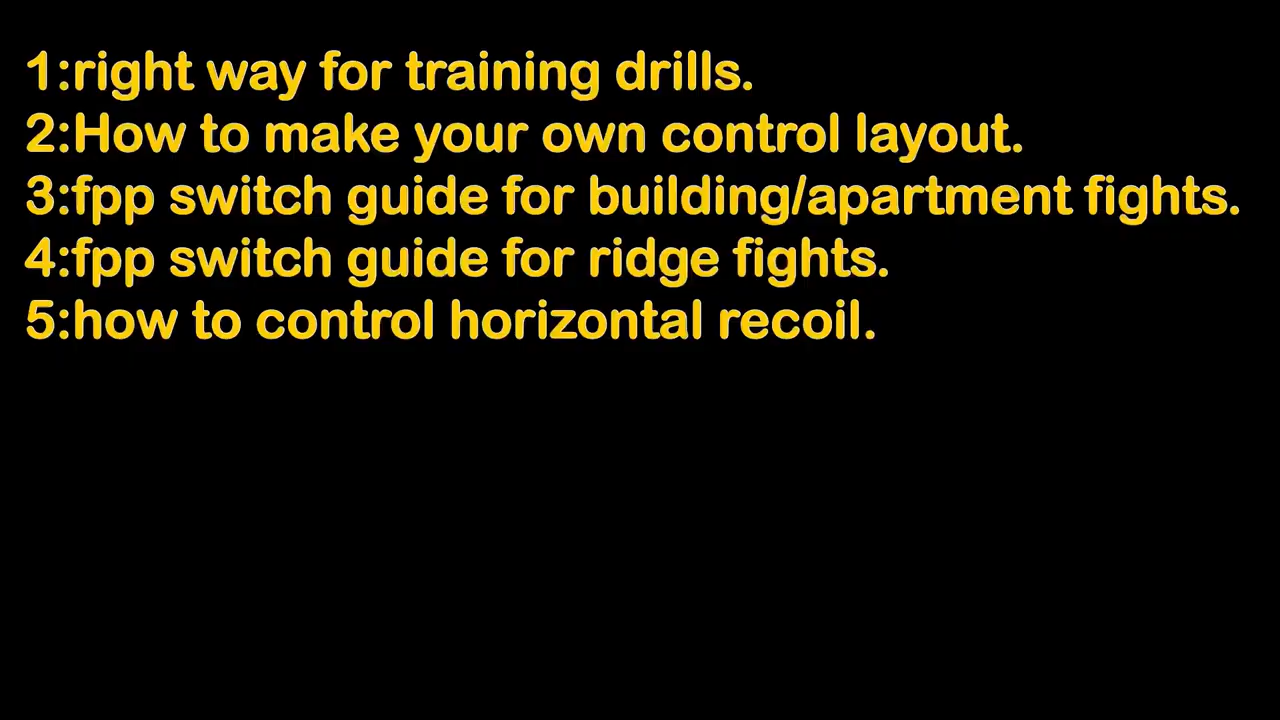 1:right way for training drills.
2:How to make your own control layout.
3:fpp switch guide for building/apartment fights.
4:fpp switch guide for ridge fights.
5:how to control horizontal recoil.